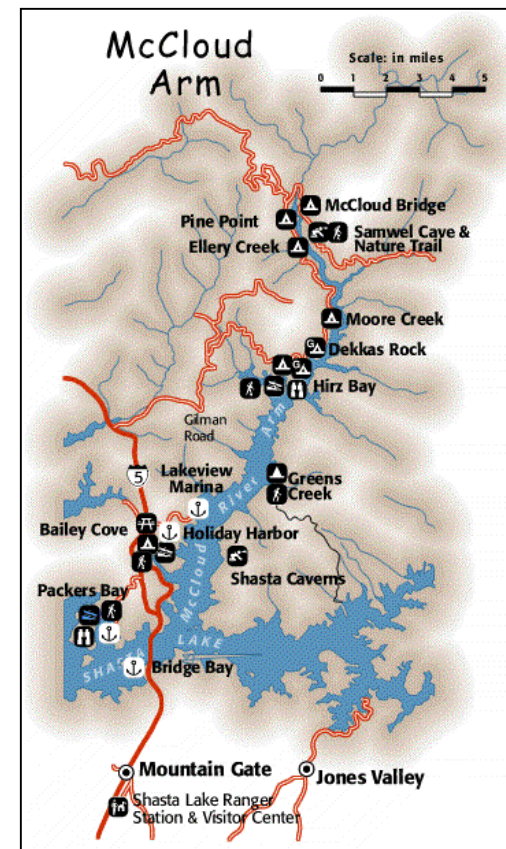 McCloud
Arm
Scale: in miles
0 1 2 3 4 5
McCloud Bridge
Pine Point
Samwel Cave &
Nature Trail
Ellery Creek
Moore Creek
G
Dekkas Rock
G
Hirz Bay
Gilman
Road
McCloud River Arm
Lakeview
Marina
5
Greens
Creek
Bailey Cove
Holiday Harbor
Shasta Caverns
Packers Bay
SHASTA LAKE
Bridge Bay
Mountain Gate
Jones Valley
Shasta Lake Ranger
Station & Visitor Center